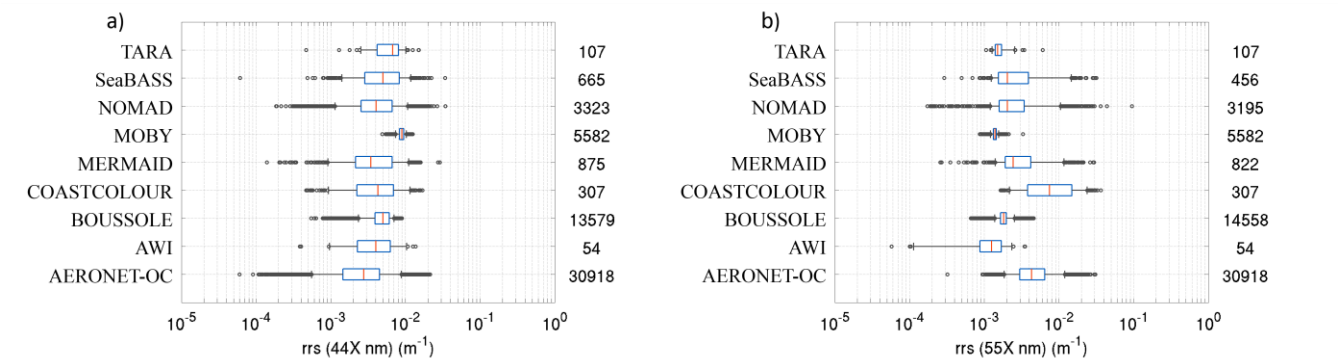 a)
TARA 107
SeaBASS 665
NOMAD 3323
MOBY 5582
MERMAID 875
COASTCOLOUR 307
BOUSSOLE 13579
AWI 54
AERONET-OC 30918
10^-5 10^-4 10^-3 10^-2 10^-1 10^0
rrs (44X nm) (m^-1)
b)
TARA 107
SeaBASS 456
NOMAD 3195
MOBY 5582
MERMAID 822
COASTCOLOUR 307
BOUSSOLE 14558
AWI 54
AERONET-OC 30918
10^-5 10^-4 10^-3 10^-2 10^-1 10^0
rrs (55X nm) (m^-1)